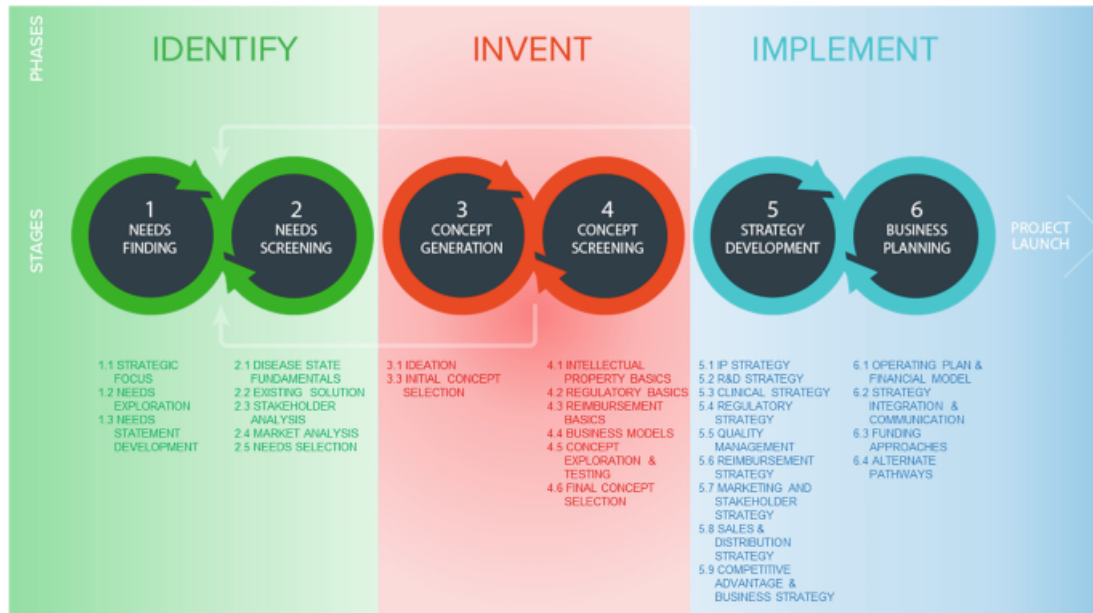 PHASES
IDENTIFY
INVENT
IMPLEMENT
STAGES
1
NEEDS
FINDING
2
NEEDS
SCREENING
3
CONCEPT
GENERATION
4
CONCEPT
SCREENING
5
STRATEGY
DEVELOPMENT
6
BUSINESS
PLANNING
PROJECT
LAUNCH
1.1 STRATEGIC
FOCUS
1.2 NEEDS
EXPLORATION
1.3 NEEDS
STATEMENT
DEVELOPMENT
2.1 DISEASE STATE
FUNDAMENTALS
2.2 EXISTING SOLUTION
2.3 STAKEHOLDER
ANALYSIS
2.4 MARKET ANALYSIS
2.5 NEEDS SELECTION
3.1 IDEATION
3.3 INITIAL CONCEPT
SELECTION
4.1 INTELLECTUAL
PROPERTY BASICS
4.2 REGULATORY BASICS
4.3 REIMBURSEMENT
BASICS
4.4 BUSINESS MODELS
4.5 CONCEPT
EXPLORATION &
TESTING
4.6 FINAL CONCEPT
SELECTION
5.1 IP STRATEGY
5.2 R&D STRATEGY
5.3 CLINICAL STRATEGY
5.4 REGULATORY
STRATEGY
5.5 QUALITY
MANAGEMENT
5.6 REIMBURSEMENT
STRATEGY
5.7 MARKETING AND
STAKEHOLDER
STRATEGY
5.8 SALES &
DISTRIBUTION
STRATEGY
5.9 COMPETITIVE
ADVANTAGE &
BUSINESS STRATEGY
6.1 OPERATING PLAN &
FINANCIAL MODEL
6.2 STRATEGY
INTEGRATION &
COMMUNICATION
6.3 FUNDING
APPROACHES
6.4 ALTERNATE
PATHWAYS